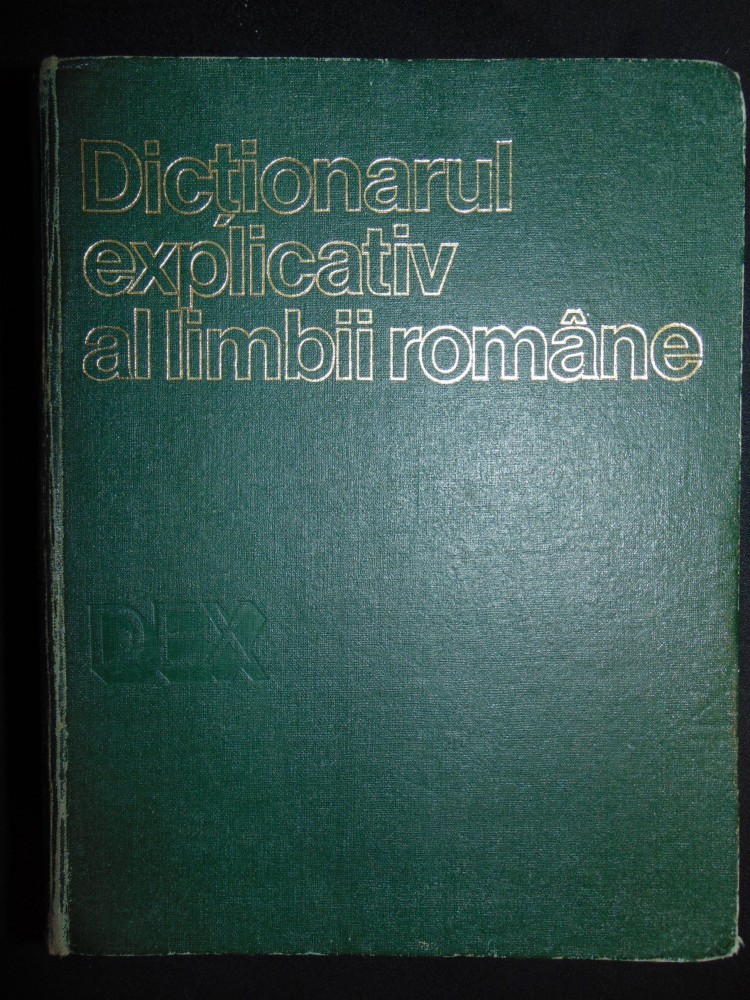 Dicționarul
explicativ
al limbii române
DEX